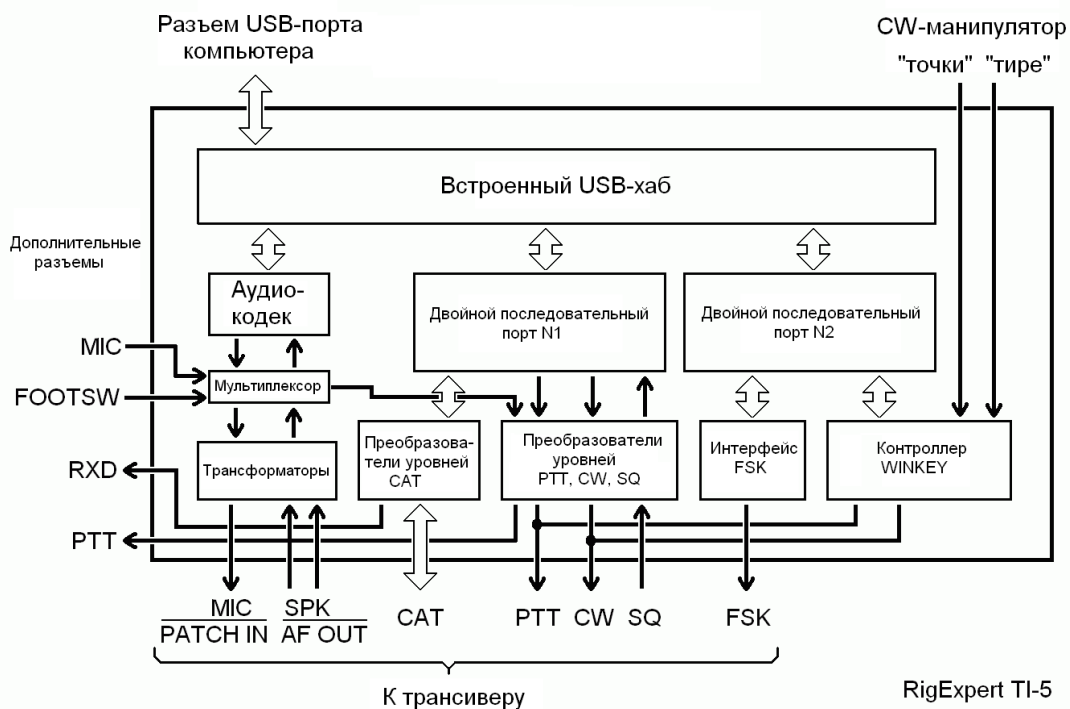 Разъем USB-порта
компьютера
CW-манипулятор
"точки" "тире"
Встроенный USB-хаб
Дополнительные
разъемы
Аудио-
кодек
Двойной последовательный
порт N1
Двойной последовательный
порт N2
MIC
Мультиплексор
FOOTSW
Трансформаторы
Преобразова-
тели уровней
CAT
Преобразователи
уровней
PTT, CW, SQ
Интерфейс
FSK
Контроллер
WINKEY
RXD
PTT
MIC
PATCH IN
SPK
AF OUT
CAT
PTT
CW
SQ
FSK
К трансиверу
RigExpert TI-5